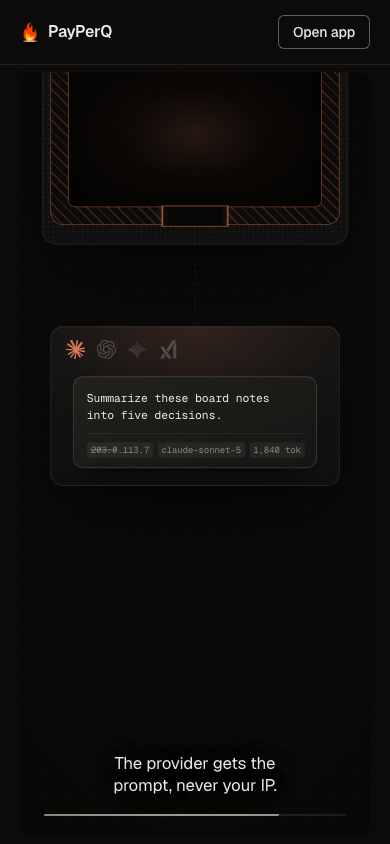 PayPerQ
Open app
Summarize these board notes
into five decisions.
203.0.113.7 claude-sonnet-5 1,840 tok
The provider gets the
prompt, never your IP.